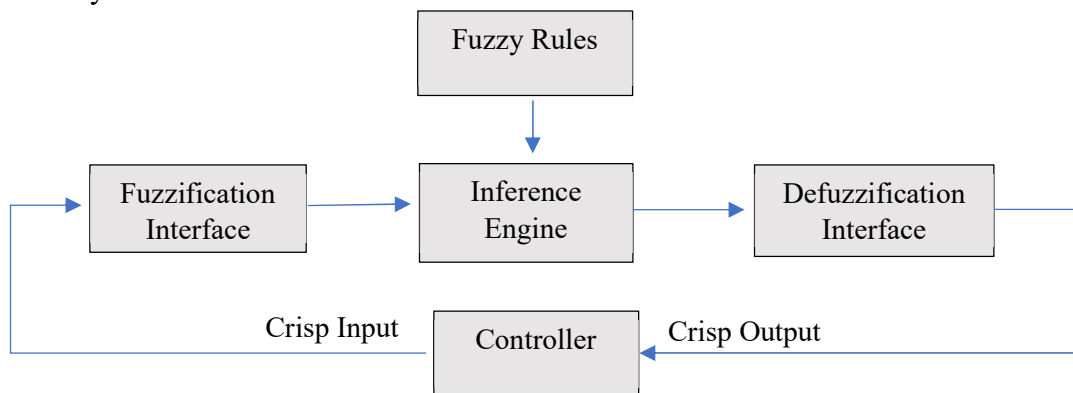 Fuzzy Rules
Fuzzification
Interface
Inference
Engine
Defuzzification
Interface
Crisp Input
Controller
Crisp Output